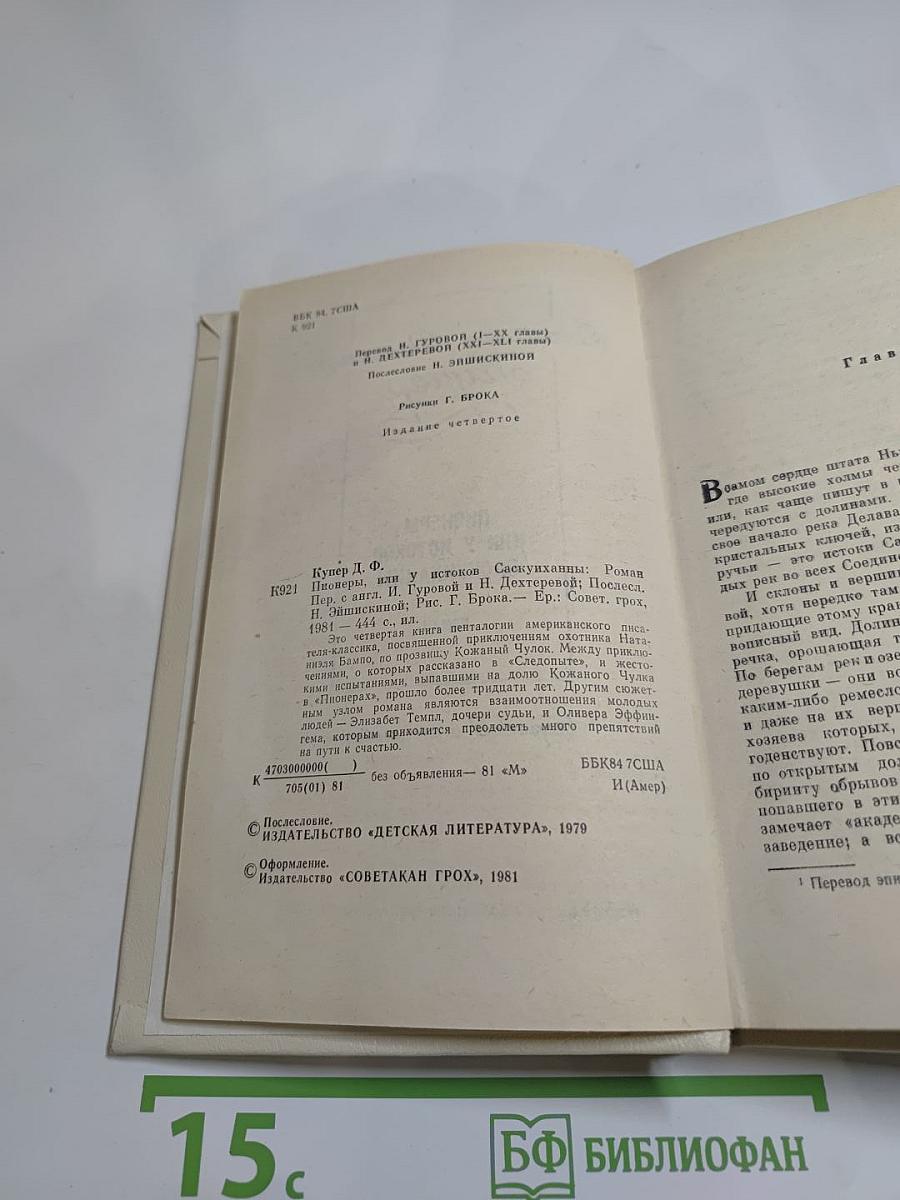 ББК 84. 7США
К 921
Перевод И. ГУРОВОЙ (I—XX главы)
и Н. ДЕХТЕРЕВОЙ (XXI—XLI главы)
Послесловие Н. ЭЙШИСКИНОЙ
Рисунки Г. БРОКА
Издание четвертое
Купер Д. Ф.
К921 Пионеры, или у истоков Саскуиханны: Роман
Пер. с англ. И. Гуровой и Н. Дехтеревой; Послесл.
Н. Эйшискиной; Рис. Г. Брока.— Ер.: Совет. грох,
1981 — 444 с., ил.
Это четвертая книга пенталогии американского писа-
теля-классика, посвященной приключениям охотника Ната-
ниэля Бампо, по прозвищу Кожаный Чулок. Между приклю-
чениями, о которых рассказано в «Следопыте», и жесто-
кими испытаниями, выпавшими на долю Кожаного Чулка
в «Пионерах», прошло более тридцати лет. Другим сюжет-
ным узлом романа являются взаимоотношения молодых
людей — Элизабет Темпл, дочери судьи, и Оливера Эффин-
гема, которым приходится преодолеть много препятствий
на пути к счастью.
К 4703000000( ) / 705(01) 81 без объявления— 81 «М»
ББК84 7США
И(Амер)
© Послесловие.
ИЗДАТЕЛЬСТВО «ДЕТСКАЯ ЛИТЕРАТУРА», 1979
© Оформление.
Издательство «СОВЕТАКАН ГРОХ», 1981
Глав
В самом сердце штата Нь
где высокие холмы че
или, как чаще пишут в
чередуются с долинами.
свое начало река Делава
кристальных ключей, из
ручьи — это истоки Са
дых рек во всех Соедине
И склоны и верши
вой, хотя нередко там
придающие этому кра
вописный вид. Долин
речка, орошающая т
По берегам рек и озе
деревушки — они во
каким-либо ремесло
и даже на их верш
хозяева которых,
годенствуют. Повс
по открытым дол
биринту обрывов
попавшего в эти
замечает «акаде
заведение; а во
¹ Перевод эпи
15 с
БФ БИБЛИОФАН